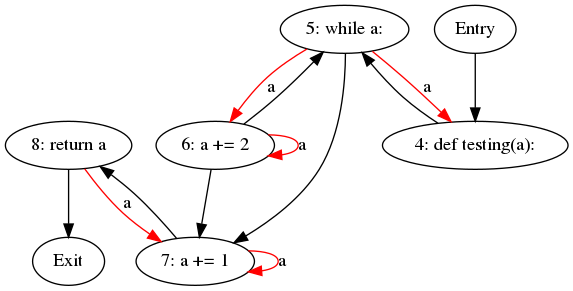 5: while a:
Entry
a
a
8: return a
6: a += 2
a
4: def testing(a):
a
Exit
7: a += 1
a